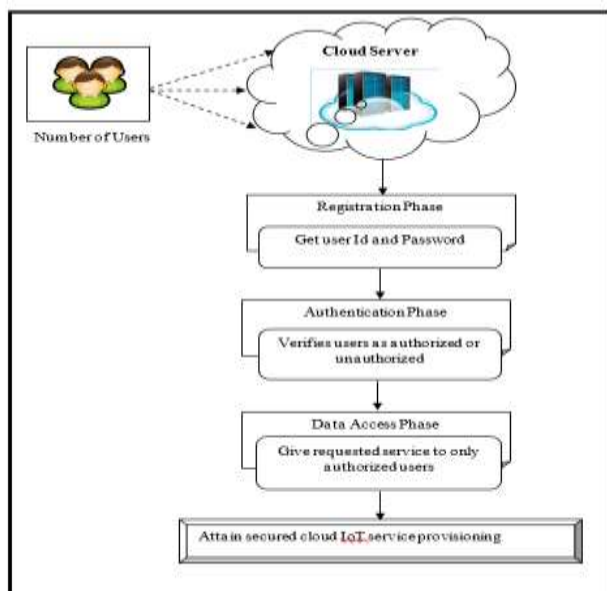 Cloud Server
Number of Users
Registration Phase
Get user Id and Password
Authentication Phase
Verifies users as authorized or
unauthorized
Data Access Phase
Give requested service to only
authorized users
Attain secured cloud IoT service provisioning